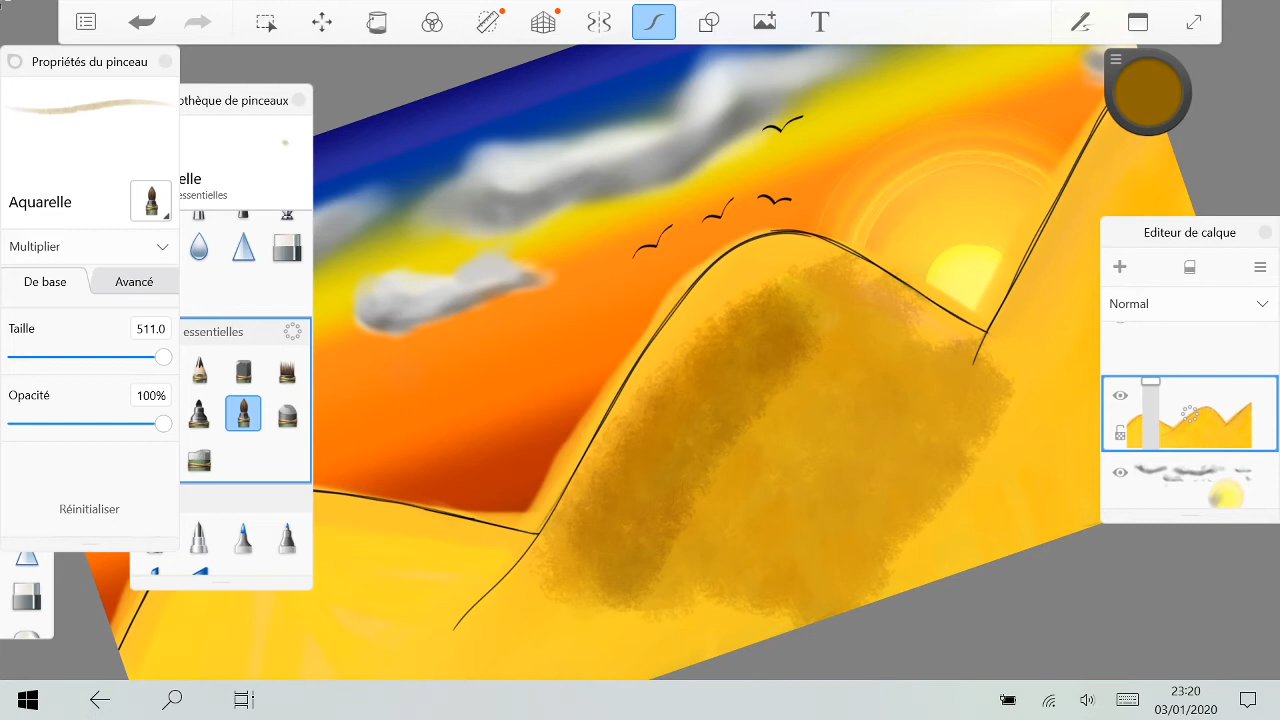 T
Propriétés du pinceau
othèque de pinceaux
elle
essentielles
Aquarelle
Multiplier
De base
Avancé
Taille
511.0
Opacité
100%
Réinitialiser
essentielles
Editeur de calque
Normal
23:20
03/01/2020